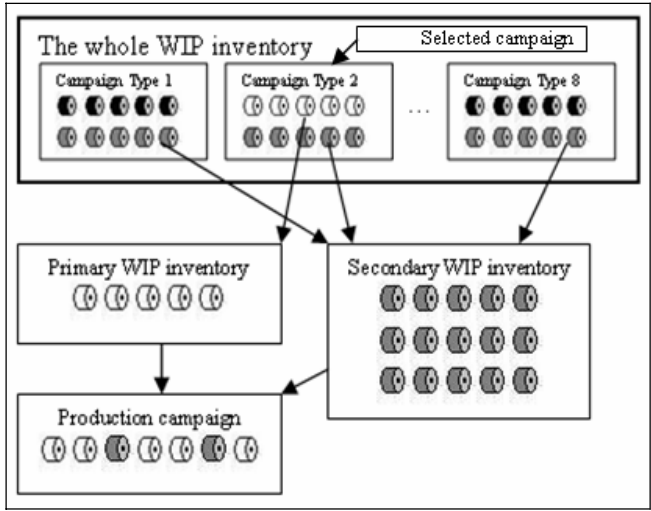 The whole WIP inventory
Selected campaign
Campaign Type 1
Campaign Type 2
...
Campaign Type 8
Primary WIP inventory
Secondary WIP inventory
Production campaign